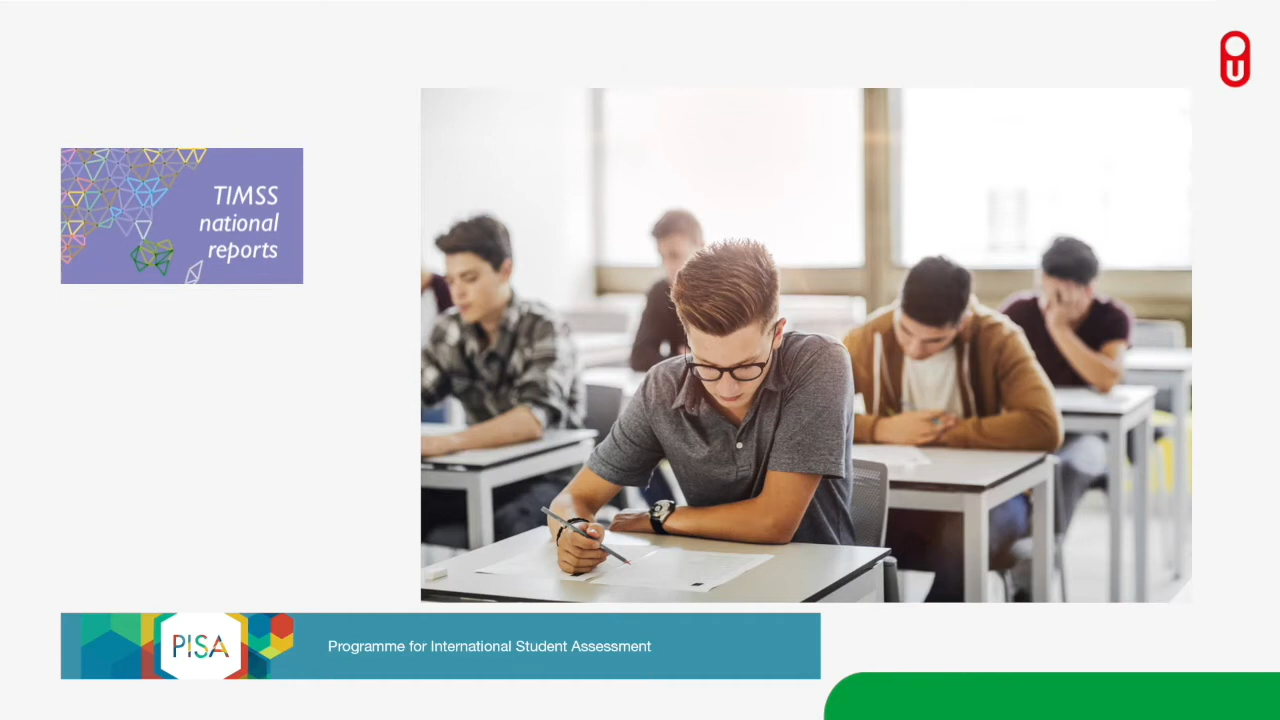 U
TIMSS
national
reports
PISA
Programme for International Student Assessment